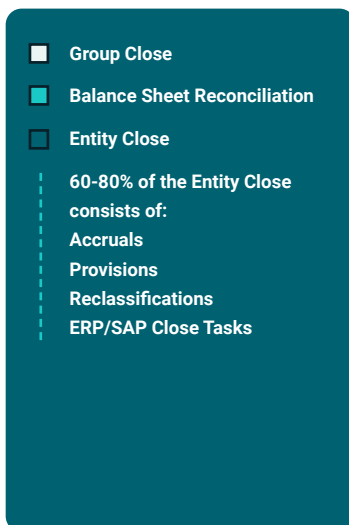 Group Close
Balance Sheet Reconciliation
Entity Close
60-80% of the Entity Close
consists of:
Accruals
Provisions
Reclassifications
ERP/SAP Close Tasks